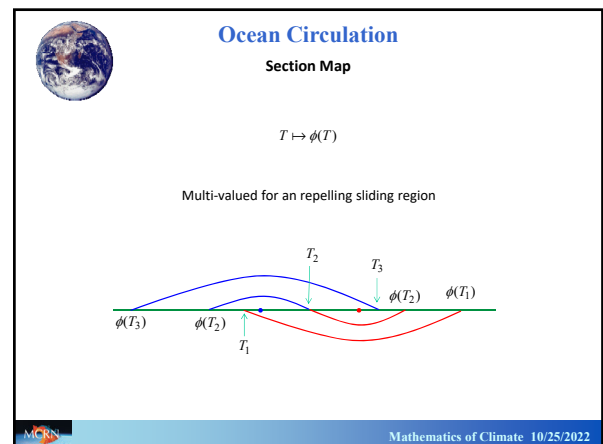 Ocean Circulation
Section Map
T ↦ ϕ(T)
Multi-valued for an repelling sliding region
T₂
T₃
ϕ(T₂)
ϕ(T₁)
ϕ(T₃)
ϕ(T₂)
T₁
MCRN
Mathematics of Climate 10/25/2022